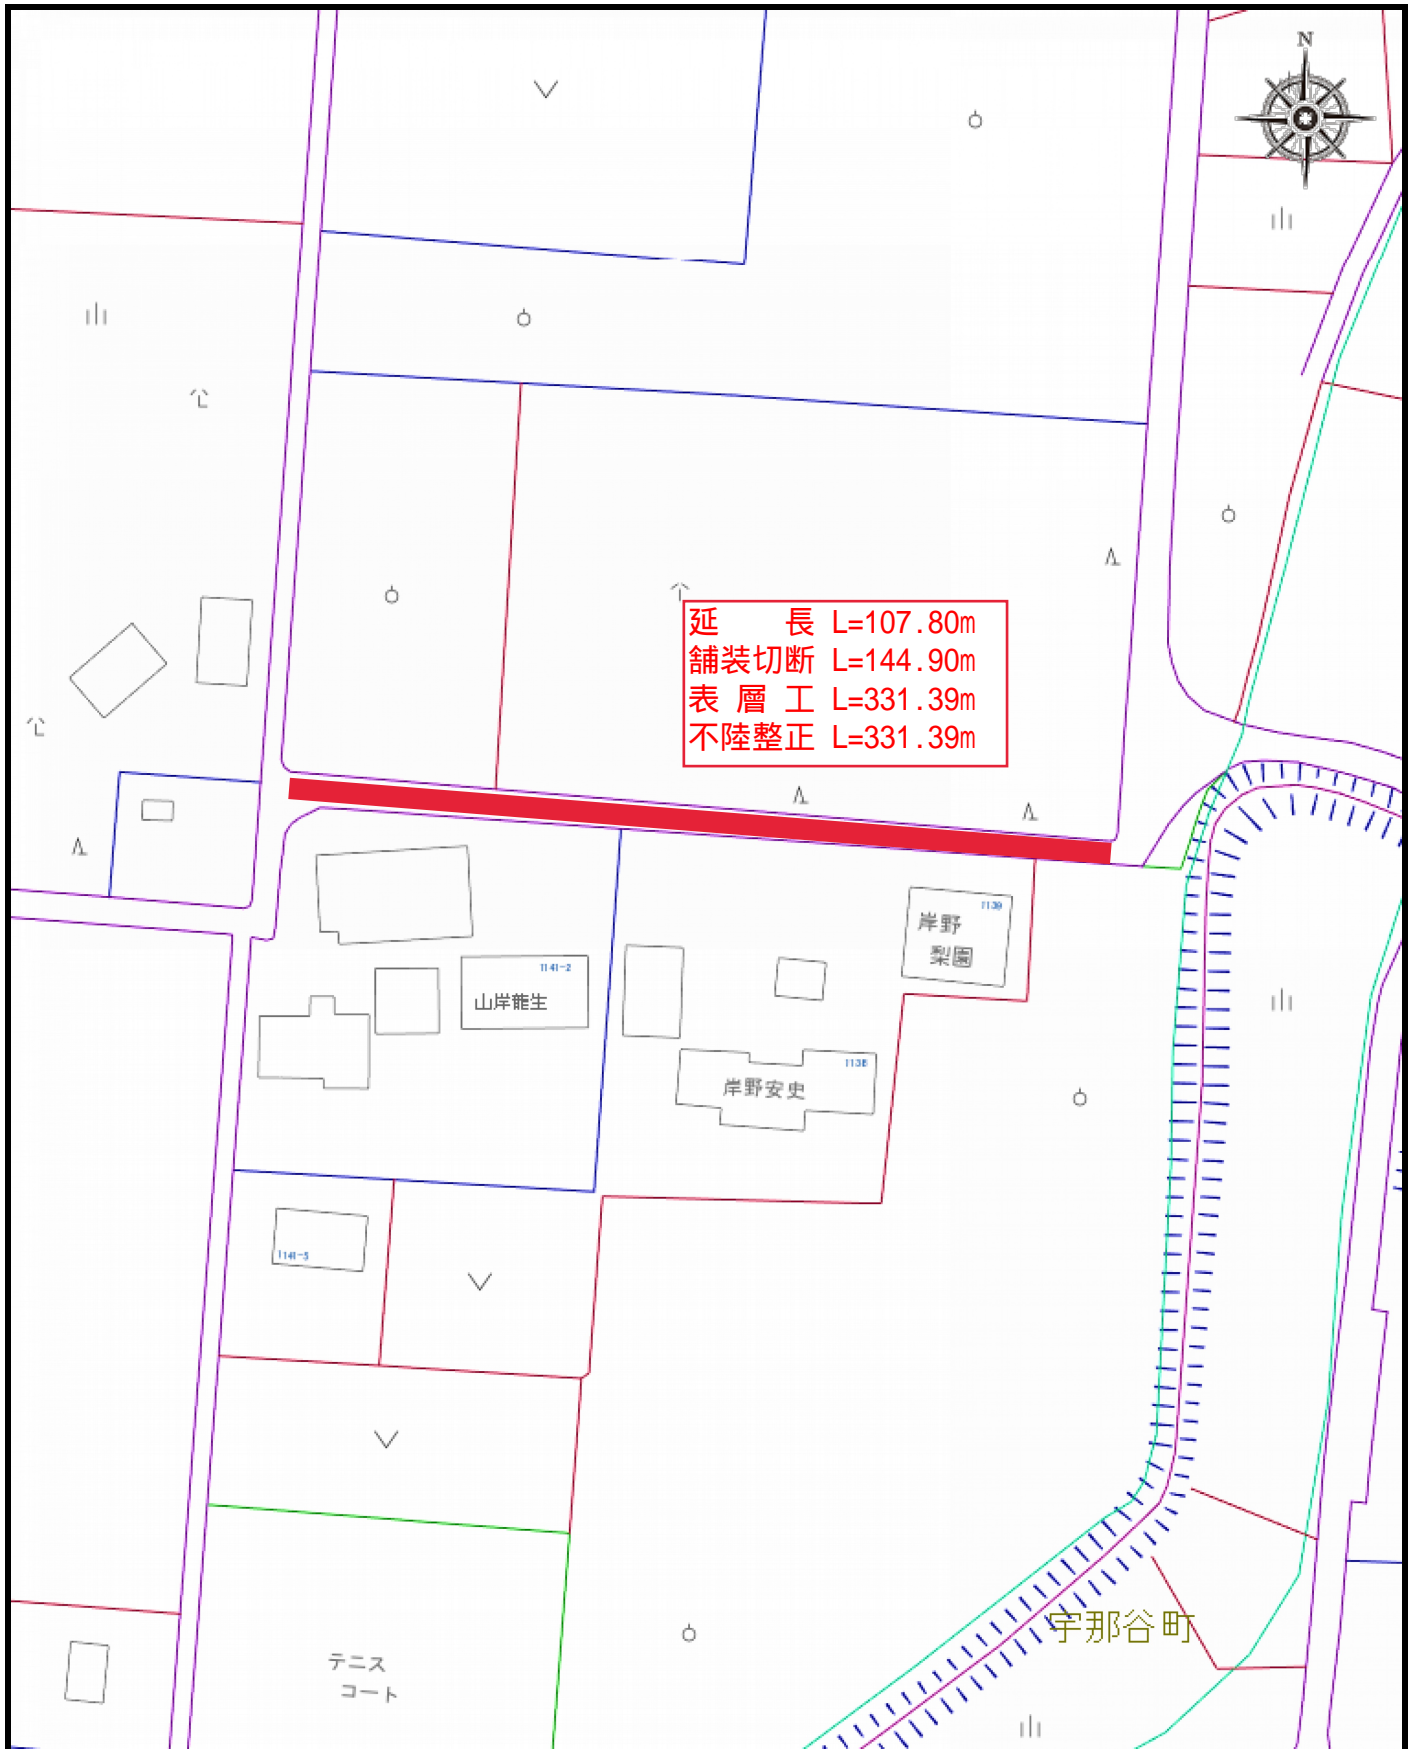 N
延 長 L=107.80m
舗装切断 L=144.90m
表 層 工 L=331.39m
不陸整正 L=331.39m
1139
岸野
梨園
1141-2
山岸龍生
1138
岸野安史
1141-5
宇那谷町
テニス
コート